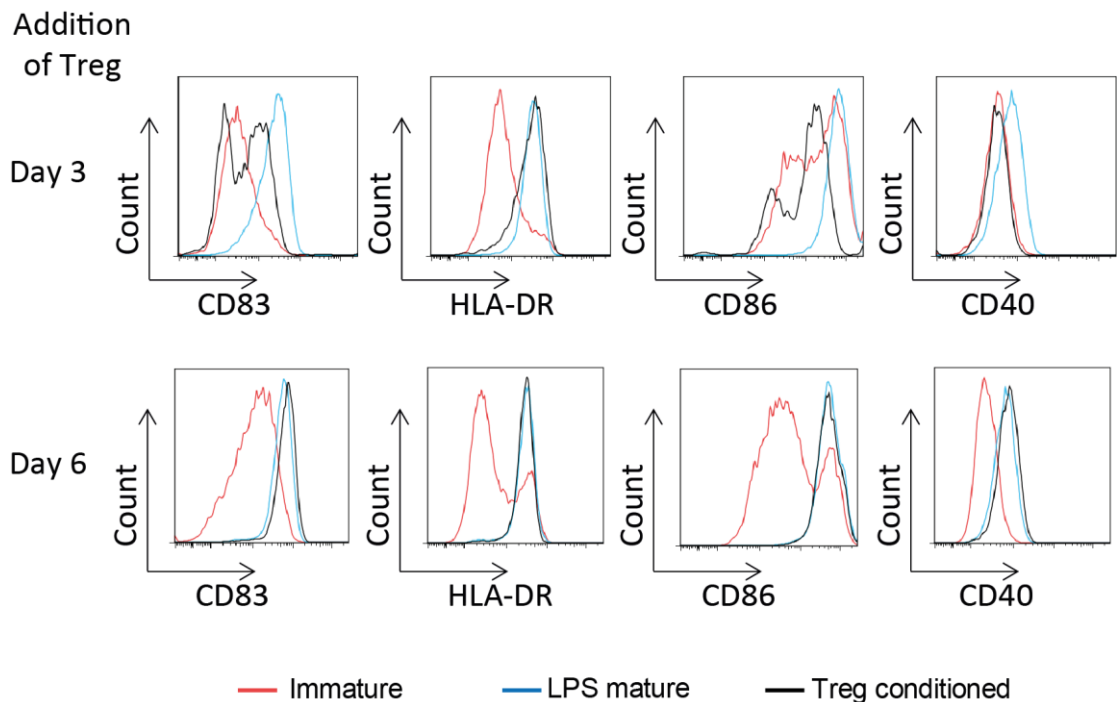 Addition
of Treg
Day 3
Count
CD83
Count
HLA-DR
Count
CD86
Count
CD40
Day 6
Count
CD83
Count
HLA-DR
Count
CD86
Count
CD40
Immature
LPS mature
Treg conditioned